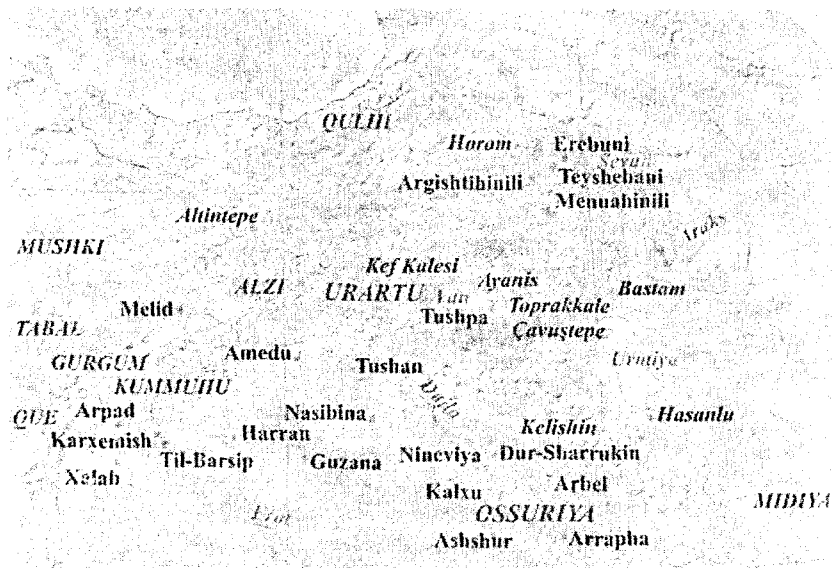 QULHI
Horom Erebuni
Sevan
Argishtihinili Teyshebani
Menuahinili
Altintepe
Araks
MUSHKI
Kef Kalesi
ALZI URARTU Van Ayanis Bastam
Melid Toprakkale
Tushpa
TABAL Çavuştepe
Amedu
GURGUM Tushan Urmiya
KUMMUHU
Dajla
QUE Arpad Nasibina Hasanlu
Karxemish Harran Kelishin
Til-Barsip Guzana Nineviya Dur-Sharrukin
Xalab
Kalxu Arbel
MIDIYA
OSSURIYA
Ashshur Arrapha